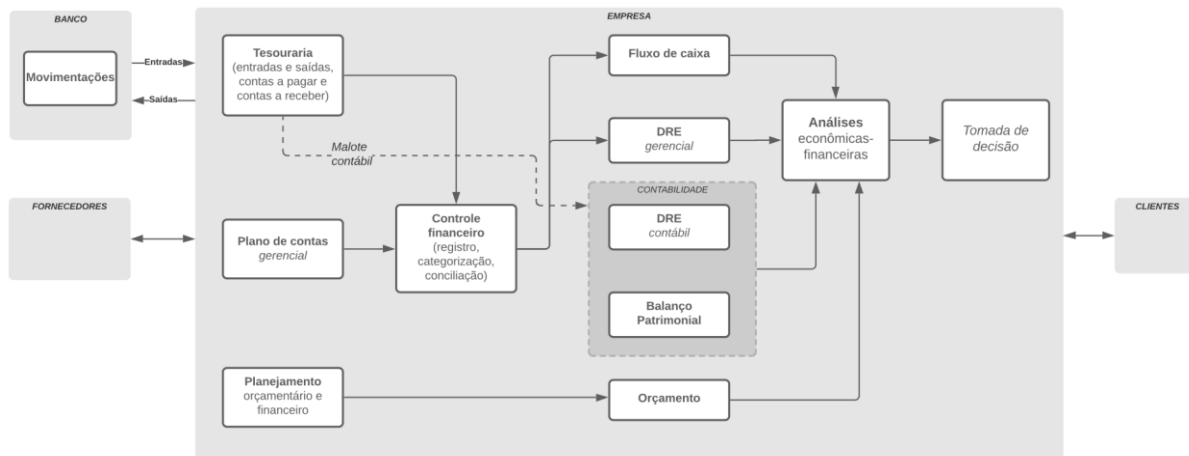 BANCO
Movimentações
Entradas
Saídas
EMPRESA
Tesouraria
(entradas e saídas,
contas a pagar e
contas a receber)
Malote
contábil
Fluxo de caixa
DRE
gerencial
Análises
econômicas-
financeiras
Tomada de
decisão
FORNECEDORES
Plano de contas
gerencial
Controle
financeiro
(registro,
categorização,
conciliação)
CONTABILIDADE
DRE
contábil
Balanço
Patrimonial
CLIENTES
Planejamento
orçamentário e
financeiro
Orçamento